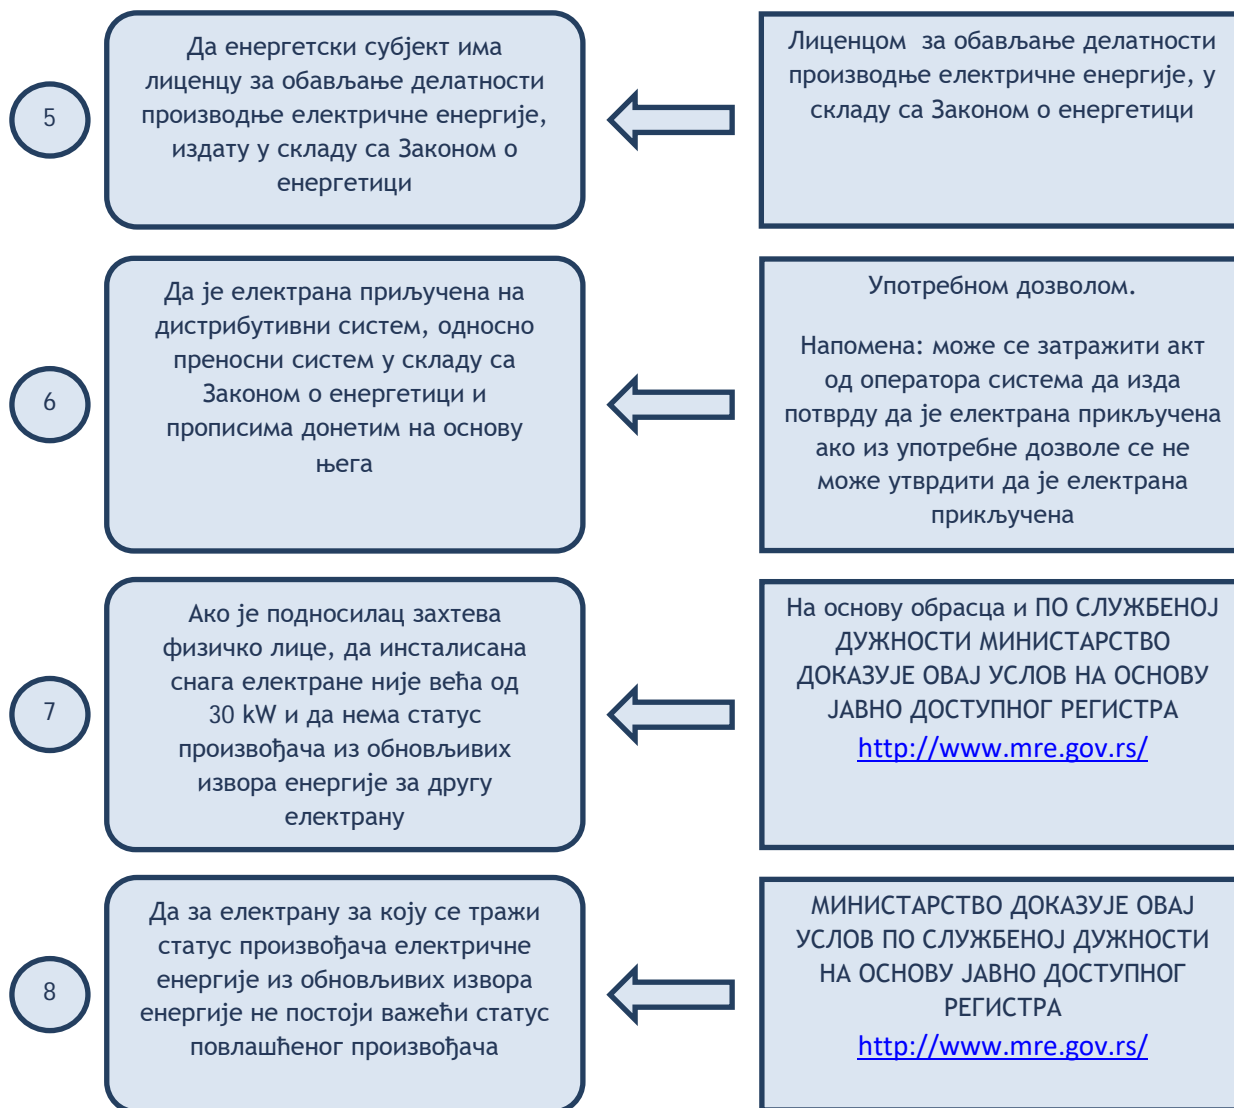 5
Да енергетски субјект има
лиценцу за обављање делатности
производње електричне енергије,
издату у складу са Законом о
енергетици
Лиценцом за обављање делатности
производње електричне енергије, у
складу са Законом о енергетици
6
Да је електрана приључена на
дистрибутивни систем, односно
преносни систем у складу са
Законом о енергетици и
прописима донетим на основу
њега
Употребном дозволом.
Напомена: може се затражити акт
од оператора система да изда
потврду да је електрана прикључена
ако из употребне дозволе се не
може утврдити да је електрана
прикључена
7
Ако је подносилац захтева
физичко лице, да инсталисана
снага електране није већа од
30 kW и да нема статус
произвођача из обновљивих
извора енергије за другу
електрану
На основу обрасца и ПО СЛУЖБЕНОЈ
ДУЖНОСТИ МИНИСТАРСТВО
ДОКАЗУЈЕ ОВАЈ УСЛОВ НА ОСНОВУ
ЈАВНО ДОСТУПНОГ РЕГИСТРА
http://www.mre.gov.rs/
8
Да за електрану за коју се тражи
статус произвођача електричне
енергије из обновљивих извора
енергије не постоји важећи статус
повлашћеног произвођача
МИНИСТАРСТВО ДОКАЗУЈЕ ОВАЈ
УСЛОВ ПО СЛУЖБЕНОЈ ДУЖНОСТИ
НА ОСНОВУ ЈАВНО ДОСТУПНОГ
РЕГИСТРА
http://www.mre.gov.rs/